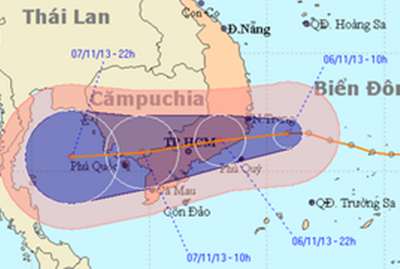 Thái Lan
Con Co
QĐ. Hoàng Sa
Đ.Nẵng
07/11/13 - 22h
06/11/13 - 10h
Cămpuchia
Biển Đôn
N.Trang
TP.HCM
Phú Quốc
Phú Quý
Cà Mau
Côn Đảo
QĐ. Trường Sa
06/11/13 - 22h
07/11/13 - 10h